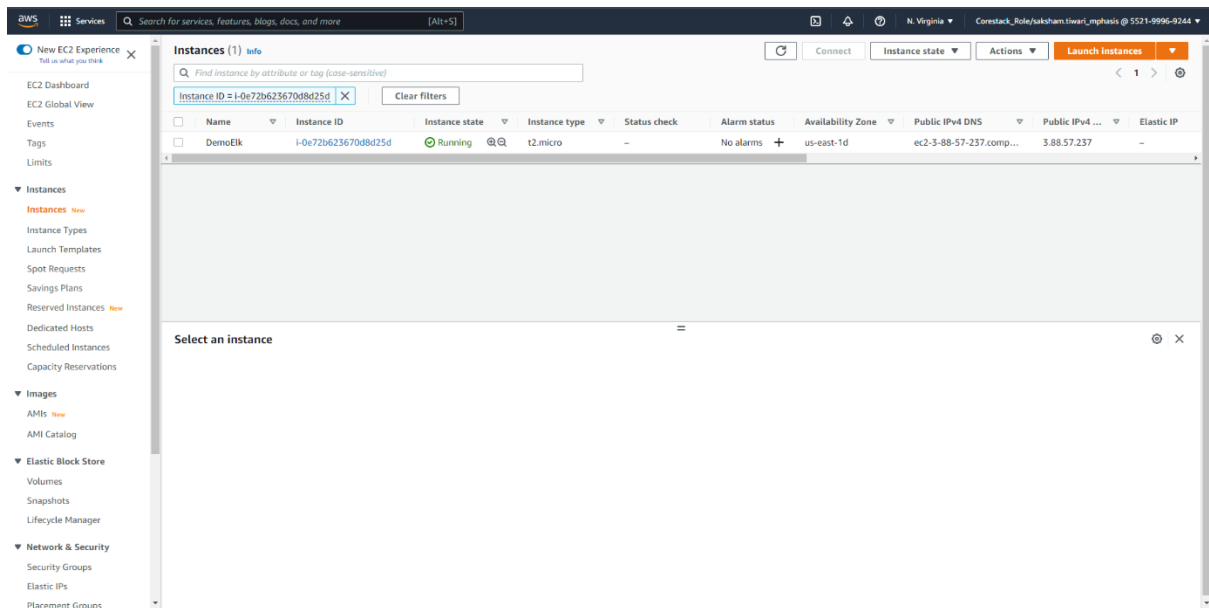 aws Services Search for services, features, blogs, docs, and more [Alt+S] N. Virginia Corestack_Role/saksham.tiwari_mphasis @ 5521-9996-9244
New EC2 Experience
Tell us what you think
EC2 Dashboard
EC2 Global View
Events
Tags
Limits
Instances
Instances New
Instance Types
Launch Templates
Spot Requests
Savings Plans
Reserved Instances New
Dedicated Hosts
Scheduled Instances
Capacity Reservations
Images
AMIs New
AMI Catalog
Elastic Block Store
Volumes
Snapshots
Lifecycle Manager
Network & Security
Security Groups
Elastic IPs
Placement Groups
Instances (1) Info
Connect Instance state Actions Launch instances
Find instance by attribute or tag (case-sensitive)
1
Instance ID = i-0e72b623670d8d25d Clear filters
Name Instance ID Instance state Instance type Status check Alarm status Availability Zone Public IPv4 DNS Public IPv4 ... Elastic IP
DemoElk i-0e72b623670d8d25d Running t2.micro – No alarms + us-east-1d ec2-3-88-57-237.comp... 3.88.57.237 –
Select an instance